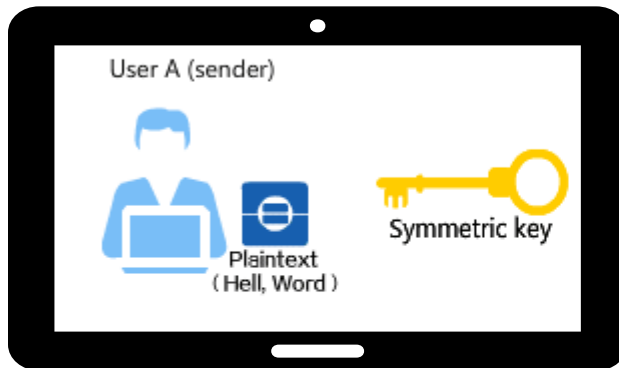 User A (sender)
Symmetric key
Plaintext
( Hell, Word )